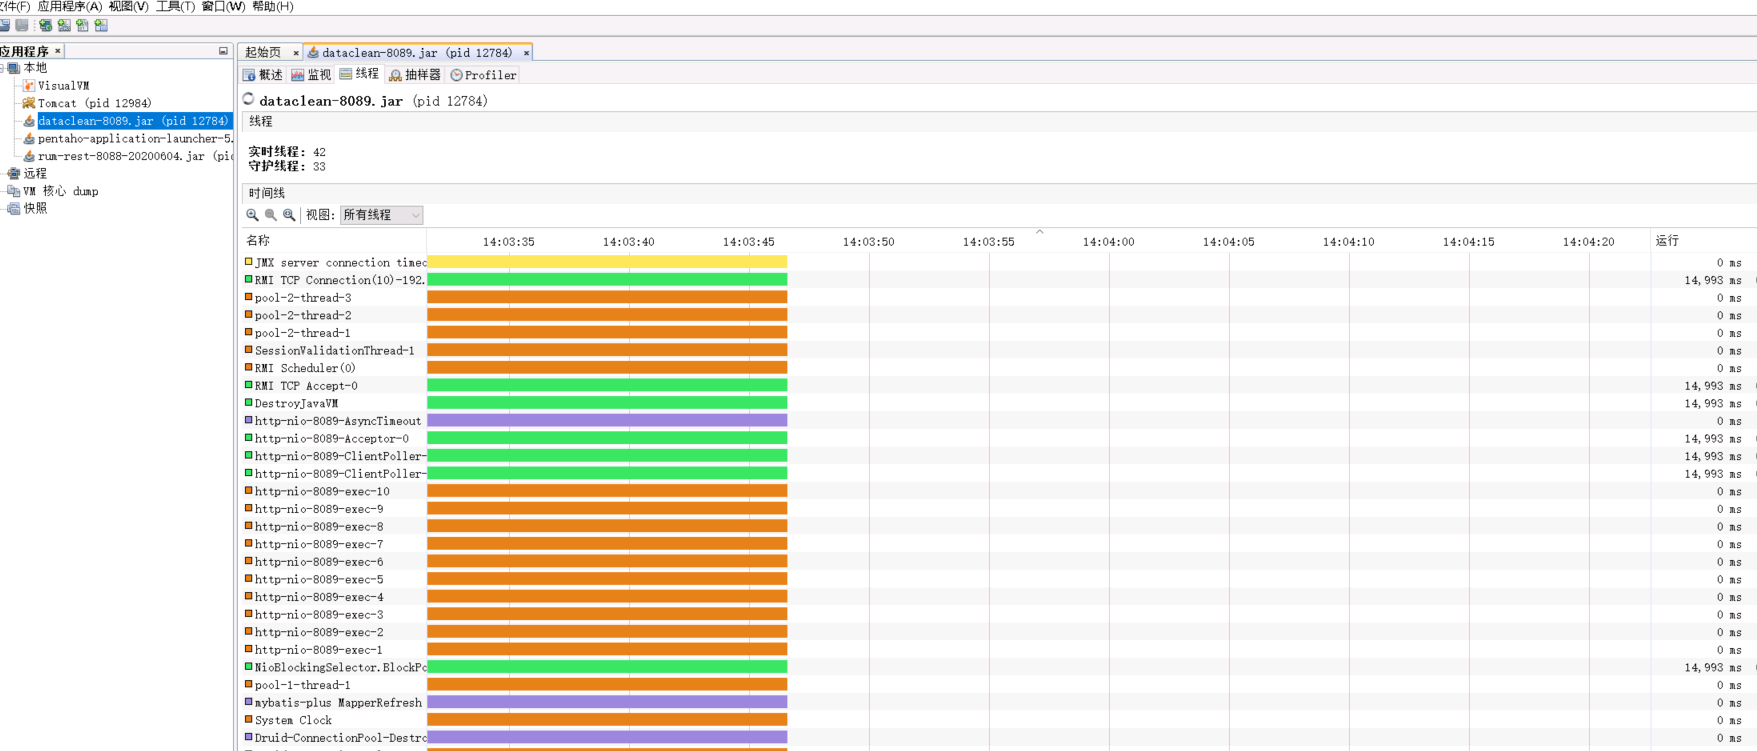 文件(F) 应用程序(A) 视图(V) 工具(T) 窗口(W) 帮助(H)
应用程序 ×
本地
VisualVM
Tomcat (pid 12984)
dataclean-8089.jar (pid 12784)
pentaho-application-launcher-5.
rum-rest-8088-20200604.jar (pid
远程
VM 核心 dump
快照
起始页 × dataclean-8089.jar (pid 12784) ×
概述 监视 线程 抽样器 Profiler
dataclean-8089.jar (pid 12784)
线程
实时线程: 42
守护线程: 33
时间线
视图: 所有线程
名称 14:03:35 14:03:40 14:03:45 14:03:50 14:03:55 14:04:00 14:04:05 14:04:10 14:04:15 14:04:20 运行
JMX server connection timeo 0 ms
RMI TCP Connection(10)-192. 14,993 ms
pool-2-thread-3 0 ms
pool-2-thread-2 0 ms
pool-2-thread-1 0 ms
SessionValidationThread-1 0 ms
RMI Scheduler(0) 0 ms
RMI TCP Accept-0 14,993 ms
DestroyJavaVM 14,993 ms
http-nio-8089-AsyncTimeout 0 ms
http-nio-8089-Acceptor-0 14,993 ms
http-nio-8089-ClientPoller- 14,993 ms
http-nio-8089-ClientPoller- 14,993 ms
http-nio-8089-exec-10 0 ms
http-nio-8089-exec-9 0 ms
http-nio-8089-exec-8 0 ms
http-nio-8089-exec-7 0 ms
http-nio-8089-exec-6 0 ms
http-nio-8089-exec-5 0 ms
http-nio-8089-exec-4 0 ms
http-nio-8089-exec-3 0 ms
http-nio-8089-exec-2 0 ms
http-nio-8089-exec-1 0 ms
NioBlockingSelector.BlockPo 14,993 ms
pool-1-thread-1 0 ms
mybatis-plus MapperRefresh 0 ms
System Clock 0 ms
Druid-ConnectionPool-Destro 0 ms